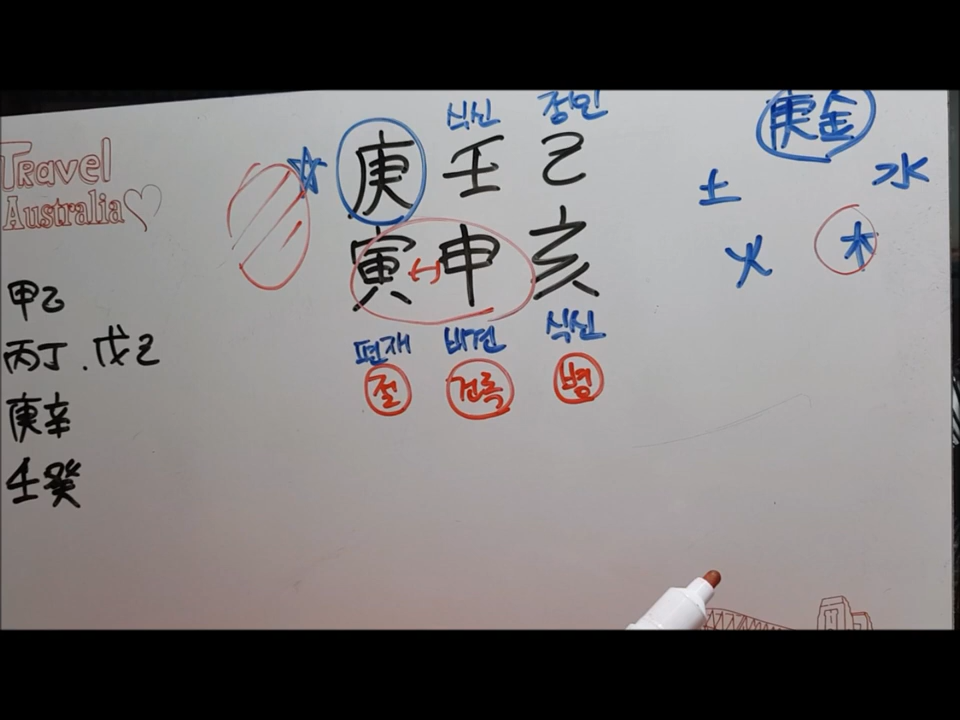 Travel
Australia
甲乙
丙丁.戊己
庚辛
壬癸
식신 정인
庚 壬 己
寅 申 亥
편재 비견 식신
절 건록 병
庚金
土 水
火 木